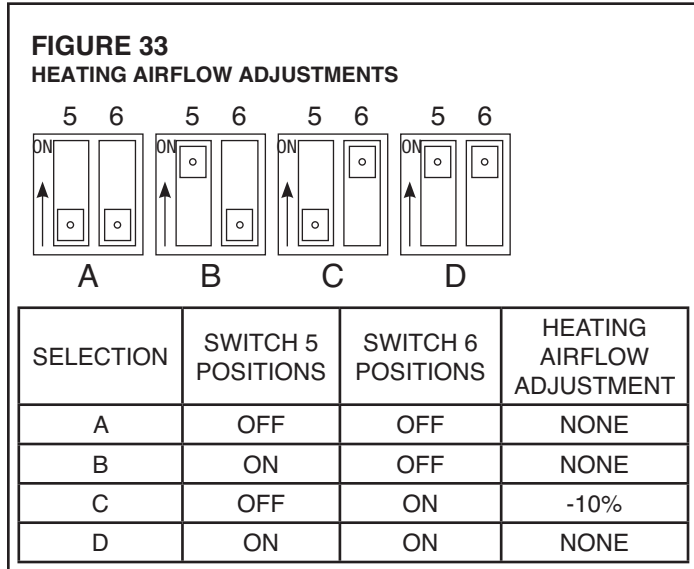 FIGURE 33
HEATING AIRFLOW ADJUSTMENTS
5 6 5 6 5 6 5 6
ON ON ON ON
A B C D
SELECTION SWITCH 5 POSITIONS SWITCH 6 POSITIONS HEATING AIRFLOW ADJUSTMENT
A OFF OFF NONE
B ON OFF NONE
C OFF ON -10%
D ON ON NONE